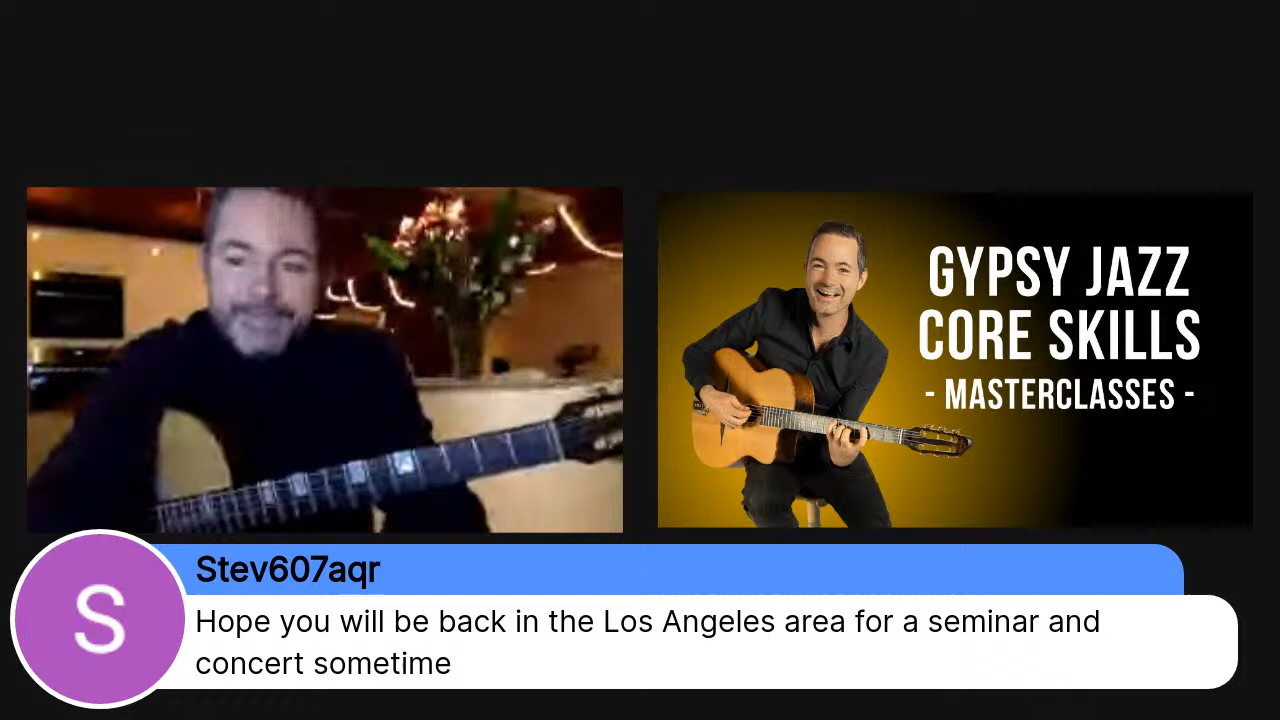 GYPSY JAZZ
CORE SKILLS
- MASTERCLASSES -
S
Stev607aqr
Hope you will be back in the Los Angeles area for a seminar and
concert sometime